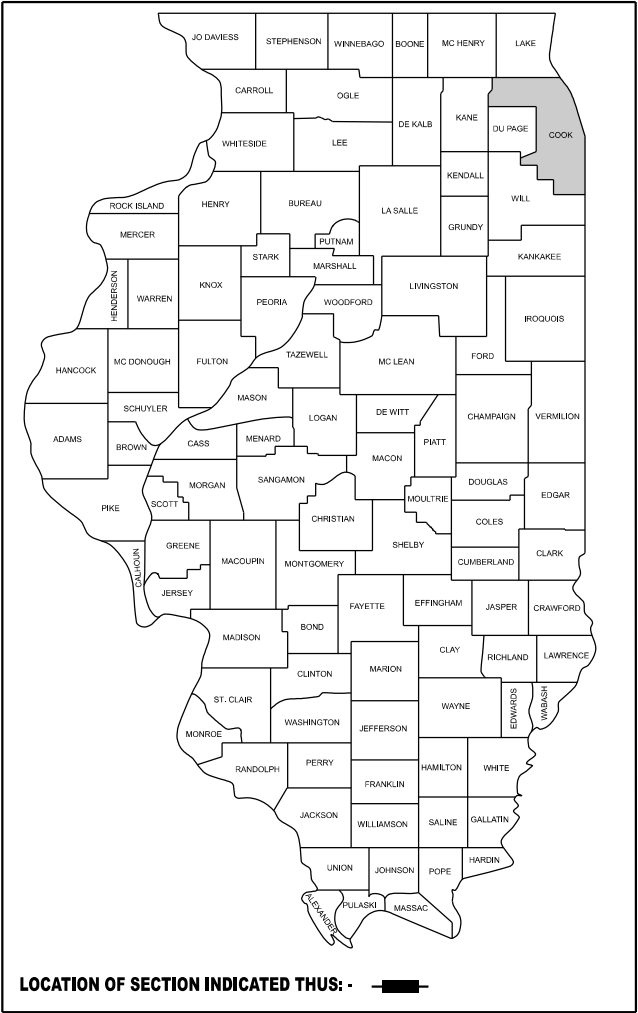 JO DAVIESS
STEPHENSON
WINNEBAGO
BOONE
MC HENRY
LAKE
CARROLL
OGLE
DE KALB
KANE
DU PAGE
COOK
WHITESIDE
LEE
KENDALL
ROCK ISLAND
HENRY
BUREAU
LA SALLE
WILL
MERCER
PUTNAM
GRUNDY
STARK
MARSHALL
KANKAKEE
HENDERSON
WARREN
KNOX
PEORIA
WOODFORD
LIVINGSTON
IROQUOIS
HANCOCK
MC DONOUGH
FULTON
TAZEWELL
MC LEAN
FORD
MASON
SCHUYLER
LOGAN
DE WITT
CHAMPAIGN
VERMILION
ADAMS
BROWN
CASS
MENARD
PIATT
MACON
PIKE
SCOTT
MORGAN
SANGAMON
DOUGLAS
EDGAR
MOULTRIE
CHRISTIAN
COLES
CALHOUN
GREENE
MACOUPIN
MONTGOMERY
SHELBY
CUMBERLAND
CLARK
JERSEY
FAYETTE
EFFINGHAM
JASPER
CRAWFORD
MADISON
BOND
CLAY
RICHLAND
LAWRENCE
CLINTON
MARION
ST. CLAIR
WAYNE
EDWARDS
WABASH
WASHINGTON
JEFFERSON
MONROE
RANDOLPH
PERRY
HAMILTON
WHITE
FRANKLIN
JACKSON
WILLIAMSON
SALINE
GALLATIN
UNION
JOHNSON
POPE
HARDIN
ALEXANDER
PULASKI
MASSAC
LOCATION OF SECTION INDICATED THUS: -